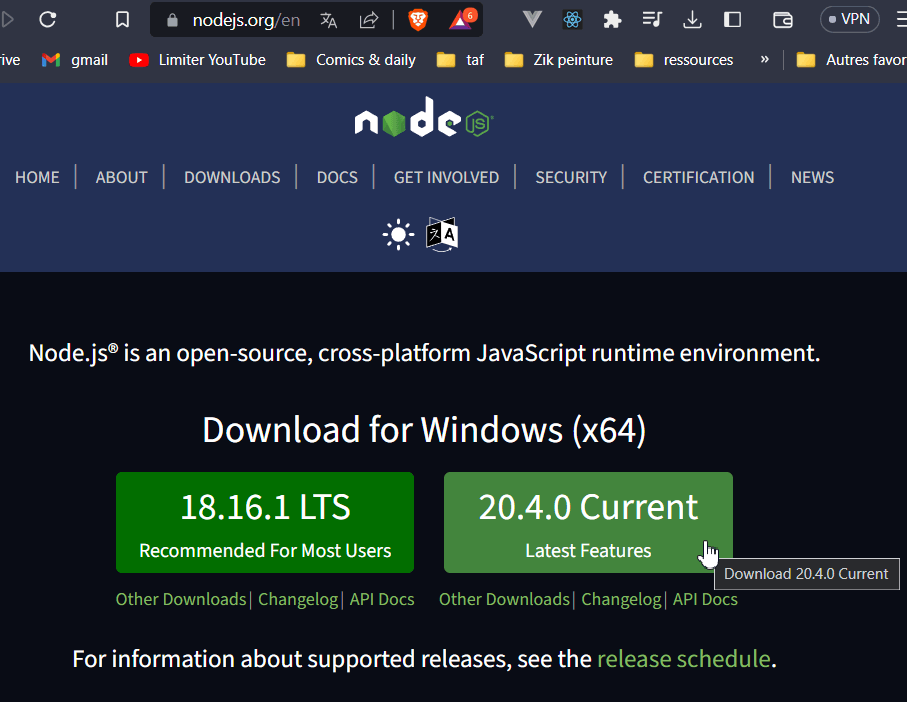 nodejs.org/en
6
VPN
ive gmail Limiter YouTube Comics & daily taf Zik peinture ressources » Autres favor
node JS
HOME | ABOUT | DOWNLOADS | DOCS | GET INVOLVED | SECURITY | CERTIFICATION | NEWS
A
Node.js® is an open-source, cross-platform JavaScript runtime environment.
Download for Windows (x64)
18.16.1 LTS
Recommended For Most Users
20.4.0 Current
Latest Features
Download 20.4.0 Current
Other Downloads | Changelog | API Docs
Other Downloads | Changelog | API Docs
For information about supported releases, see the release schedule.